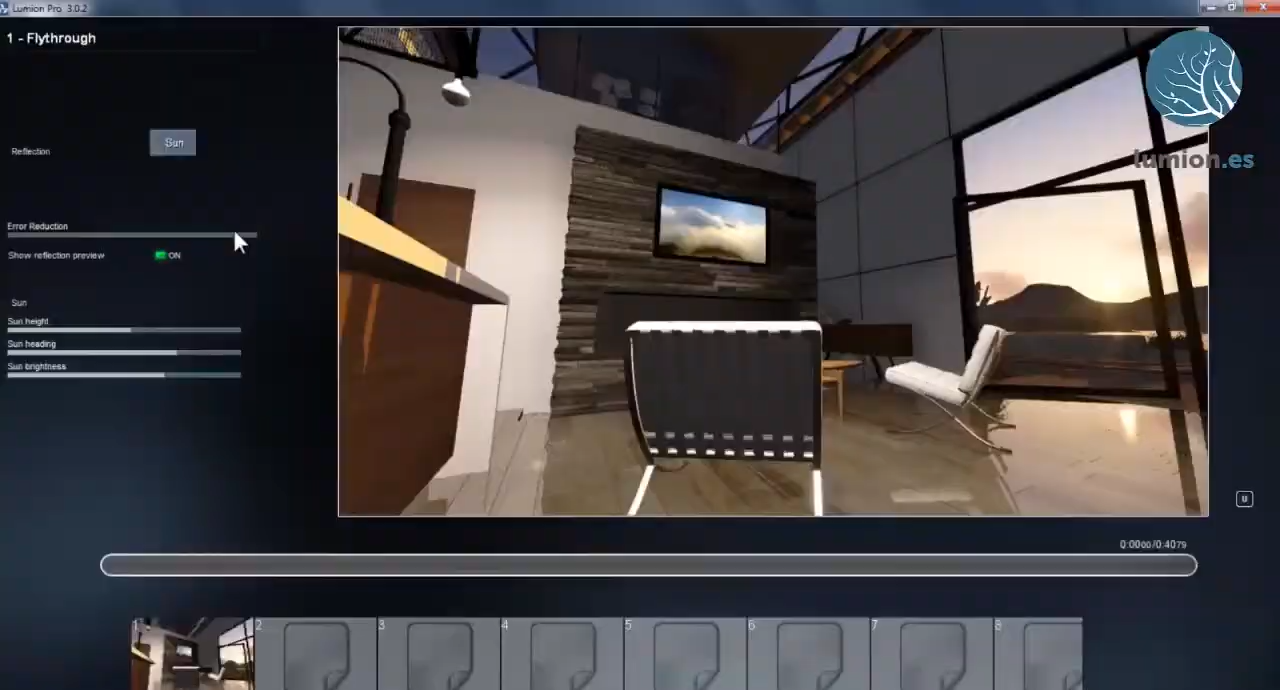 Lumion Pro 3.0.2
1 - Flythrough
lumion.es
Sun
Reflection
Error Reduction
Show reflection preview ON
Sun
Sun height
Sun heading
Sun brightness
U
0:0000/0:4079
1 2 3 4 5 6 7 8